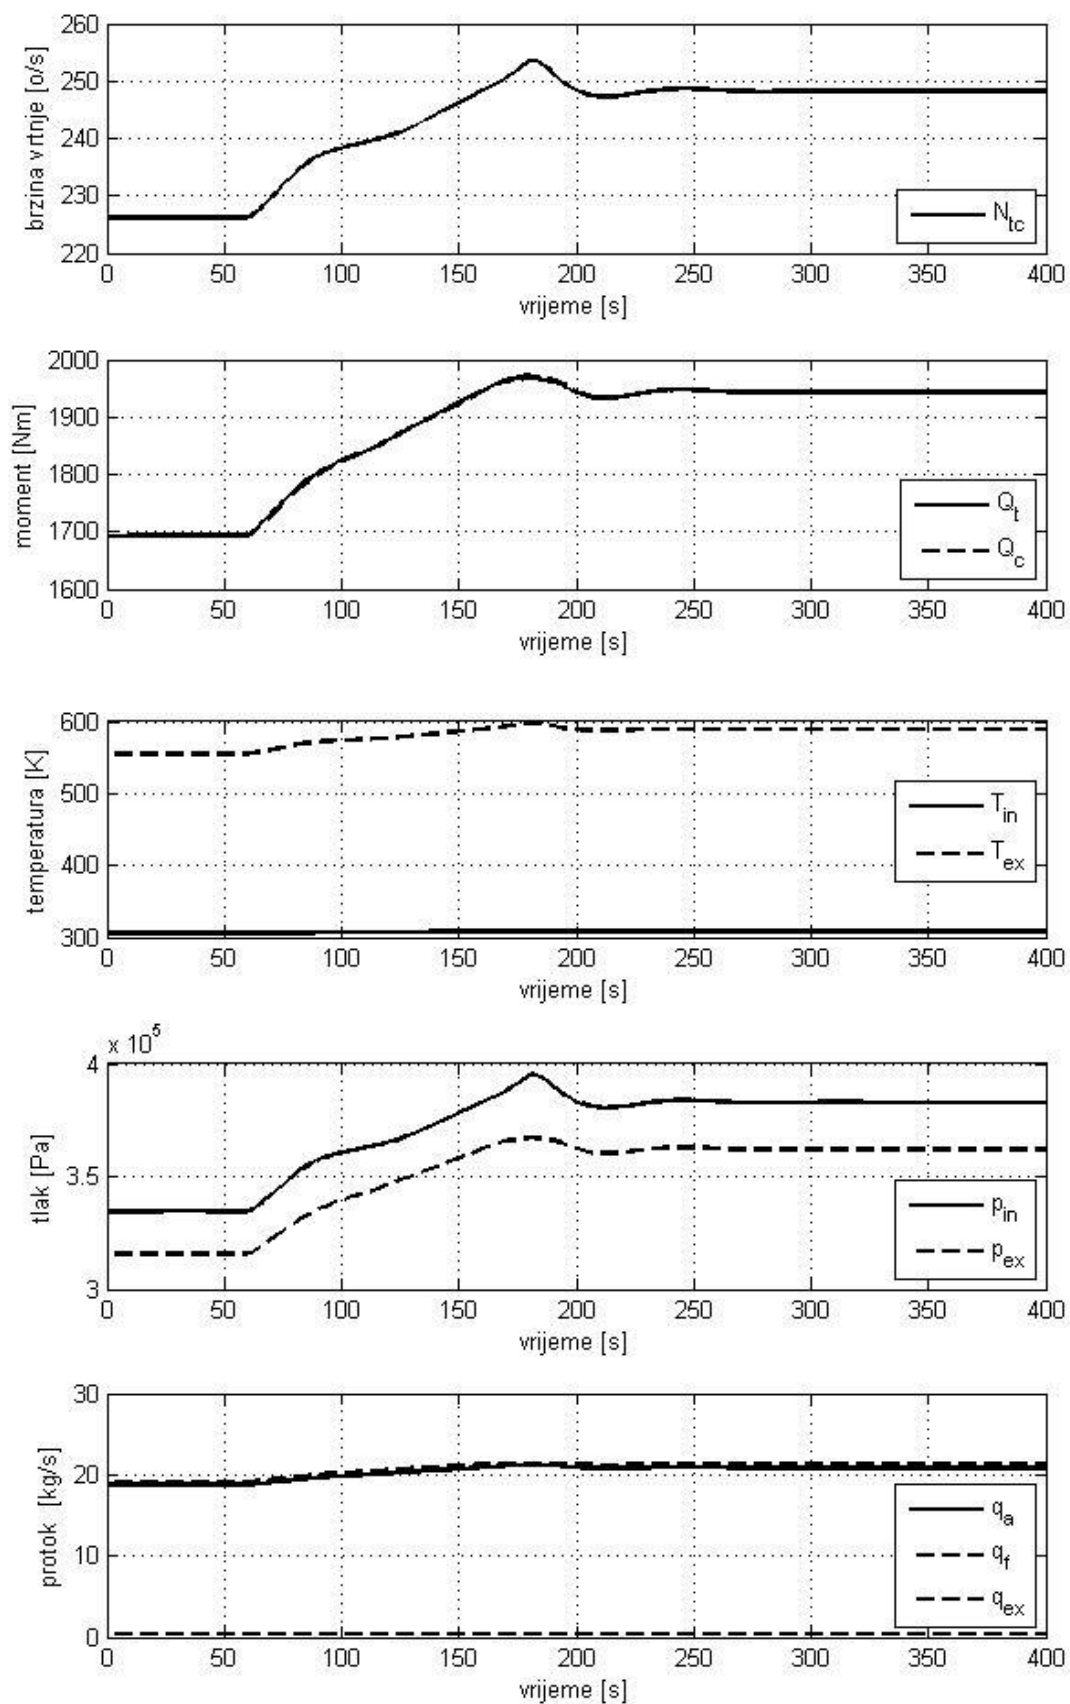 260
250
240
230
220
brzina vrtnje [o/s]
N_tc
0 50 100 150 200 250 300 350 400
vrijeme [s]
2000
1900
1800
1700
1600
moment [Nm]
Q_t
Q_c
0 50 100 150 200 250 300 350 400
vrijeme [s]
600
500
400
300
temperatura [K]
T_in
T_ex
0 50 100 150 200 250 300 350 400
vrijeme [s]
x 10^5
4
3.5
3
tlak [Pa]
p_in
p_ex
0 50 100 150 200 250 300 350 400
vrijeme [s]
30
20
10
0
protok [kg/s]
q_a
q_f
q_ex
0 50 100 150 200 250 300 350 400
vrijeme [s]